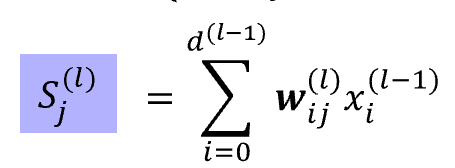 S_j^{(l)} = \sum_{i=0}^{d^{(l-1)}} w_{ij}^{(l)} x_i^{(l-1)}